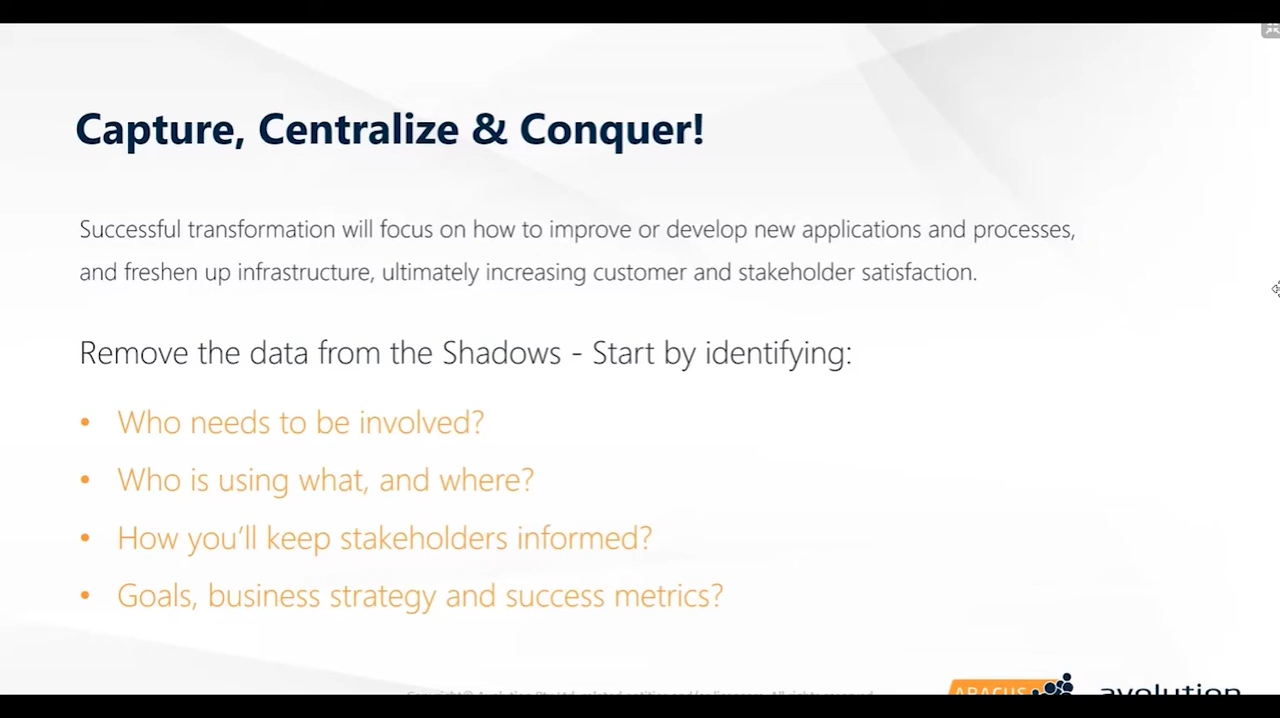 Capture, Centralize & Conquer!
Successful transformation will focus on how to improve or develop new applications and processes,
and freshen up infrastructure, ultimately increasing customer and stakeholder satisfaction.
Remove the data from the Shadows - Start by identifying:
• Who needs to be involved?
• Who is using what, and where?
• How you’ll keep stakeholders informed?
• Goals, business strategy and success metrics?
ABACUS avolution